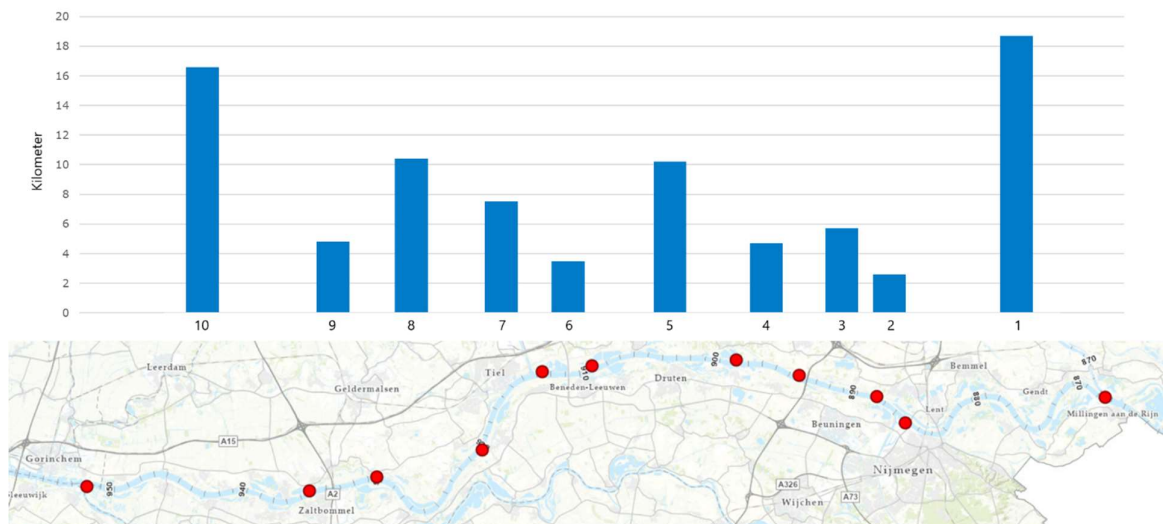 20
18
16
14
12
10
8
6
4
2
0
Kilometer
10 9 8 7 6 5 4 3 2 1
Leerdam
Geldermalsen
Tiel
910
Beneden-Leeuwen
Druten
900
890
Bemmel
870
870
Gendt
880
Lent
Millingen aan de Rijn
Beuningen
A15
Gorinchem
Nijmegen
950
940
A2
Zaltbommel
A326
A73
Wijchen